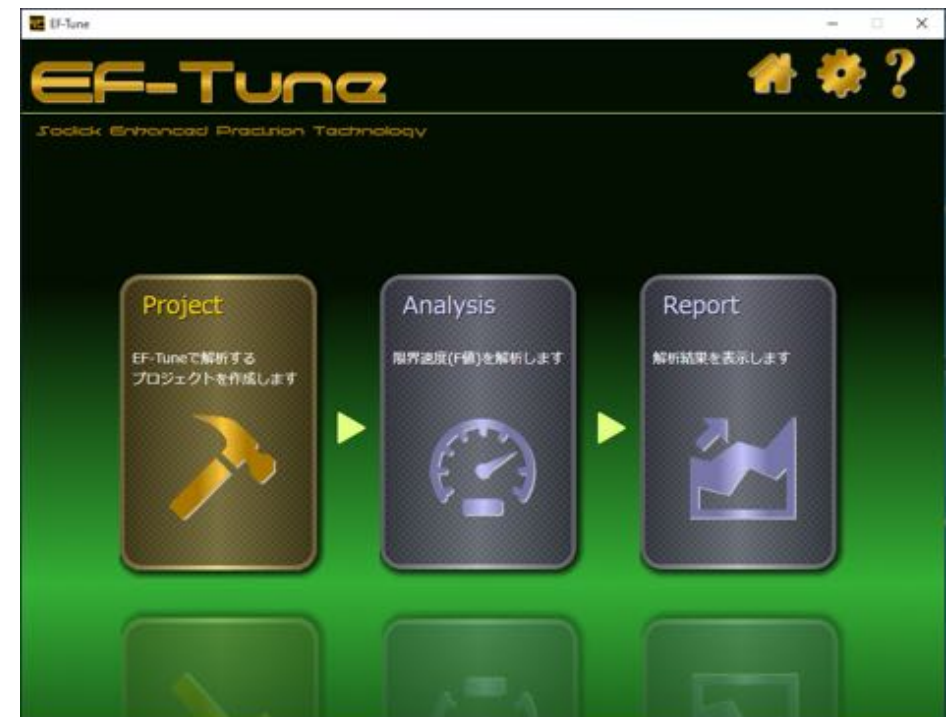 EF-Tune
EF-Tune
Sodick Enhanced Precision Technology
Project
EF-Tuneで解析する
プロジェクトを作成します
Analysis
限界速度(F値)を解析します
Report
解析結果を表示します